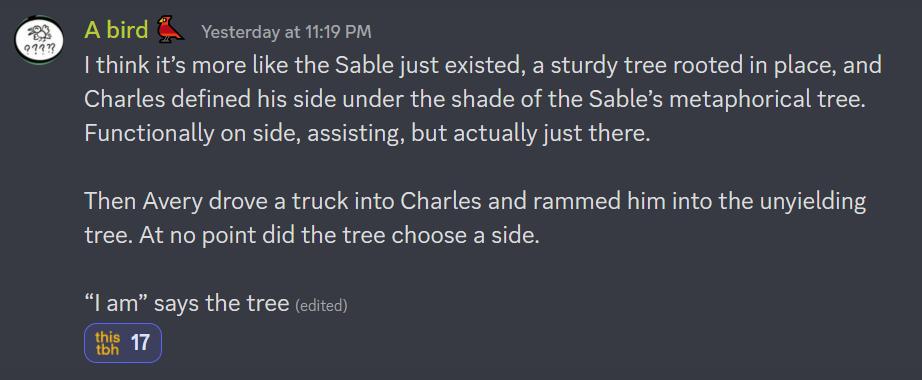 ????
A bird Yesterday at 11:19 PM
I think it’s more like the Sable just existed, a sturdy tree rooted in place, and
Charles defined his side under the shade of the Sable’s metaphorical tree.
Functionally on side, assisting, but actually just there.
Then Avery drove a truck into Charles and rammed him into the unyielding
tree. At no point did the tree choose a side.
“I am” says the tree (edited)
this
tbh 17